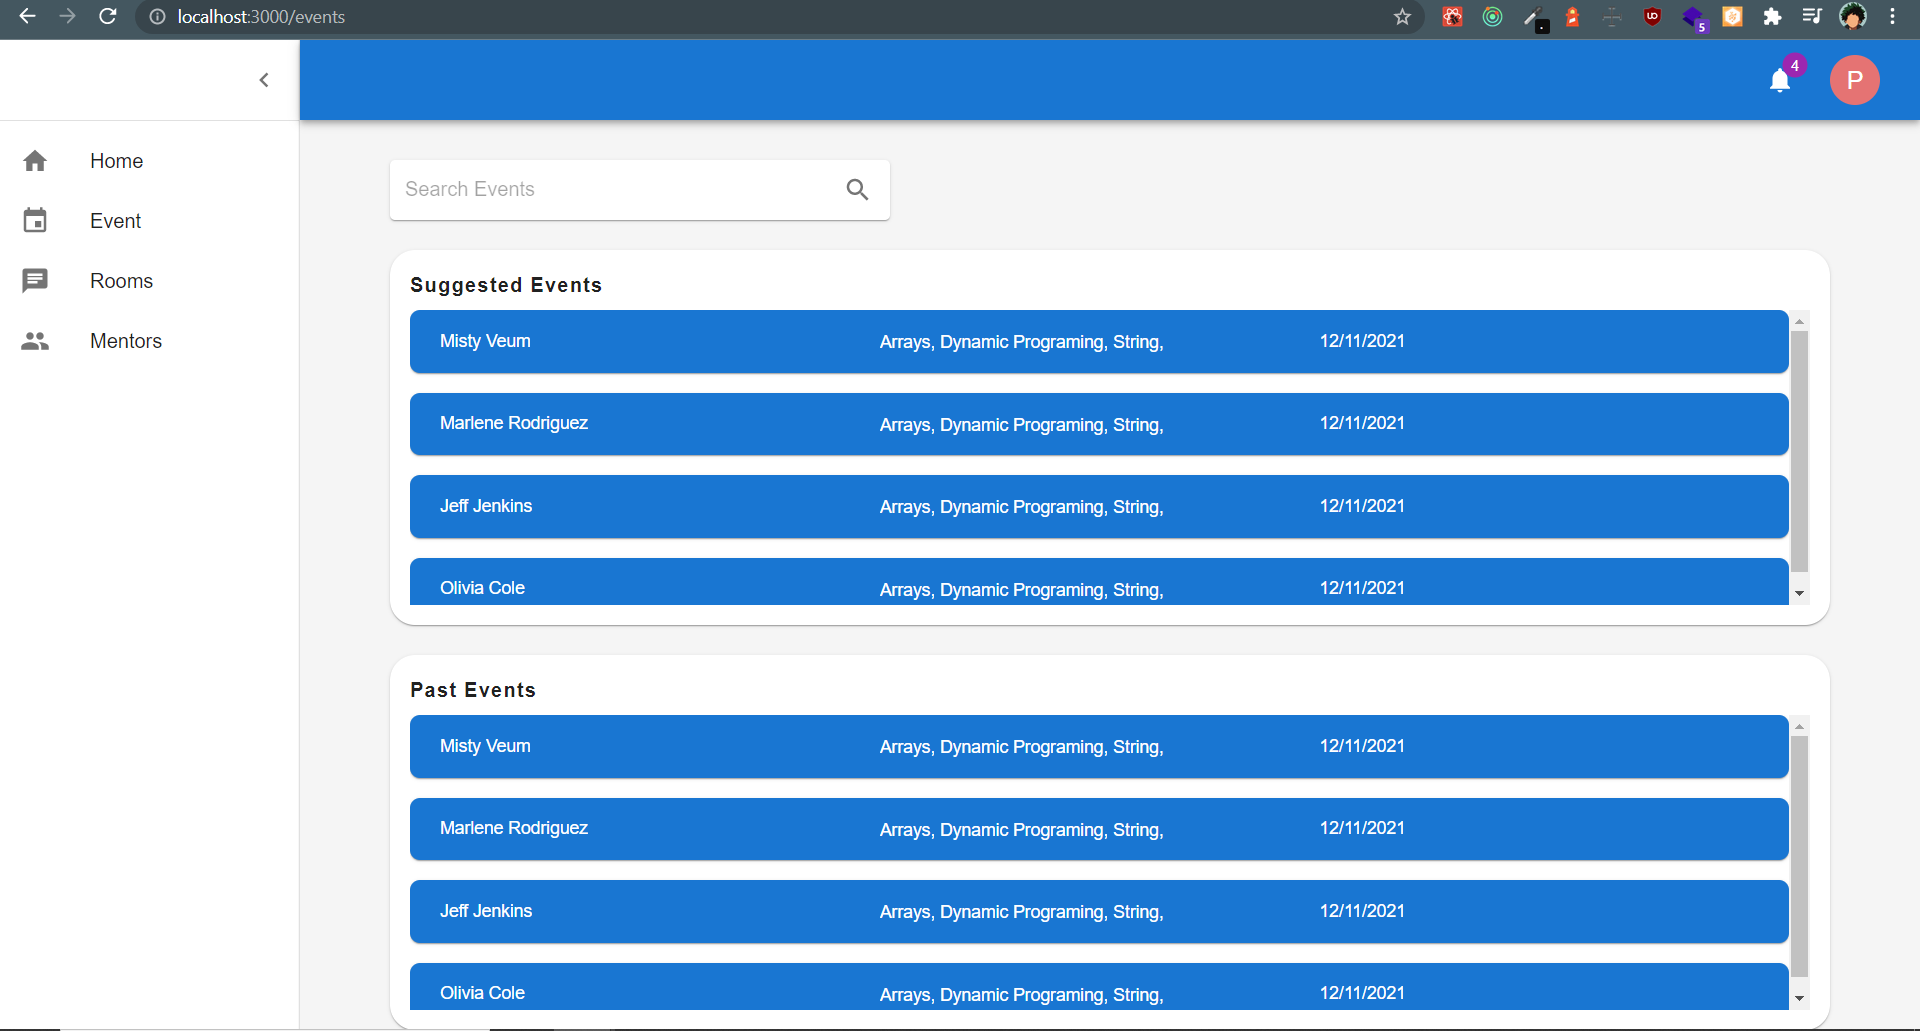 localhost:3000/events
5
4
P
Home
Event
Rooms
Mentors
Search Events
Suggested Events
Misty Veum Arrays, Dynamic Programing, String, 12/11/2021
Marlene Rodriguez Arrays, Dynamic Programing, String, 12/11/2021
Jeff Jenkins Arrays, Dynamic Programing, String, 12/11/2021
Olivia Cole Arrays, Dynamic Programing, String, 12/11/2021
Past Events
Misty Veum Arrays, Dynamic Programing, String, 12/11/2021
Marlene Rodriguez Arrays, Dynamic Programing, String, 12/11/2021
Jeff Jenkins Arrays, Dynamic Programing, String, 12/11/2021
Olivia Cole Arrays, Dynamic Programing, String, 12/11/2021